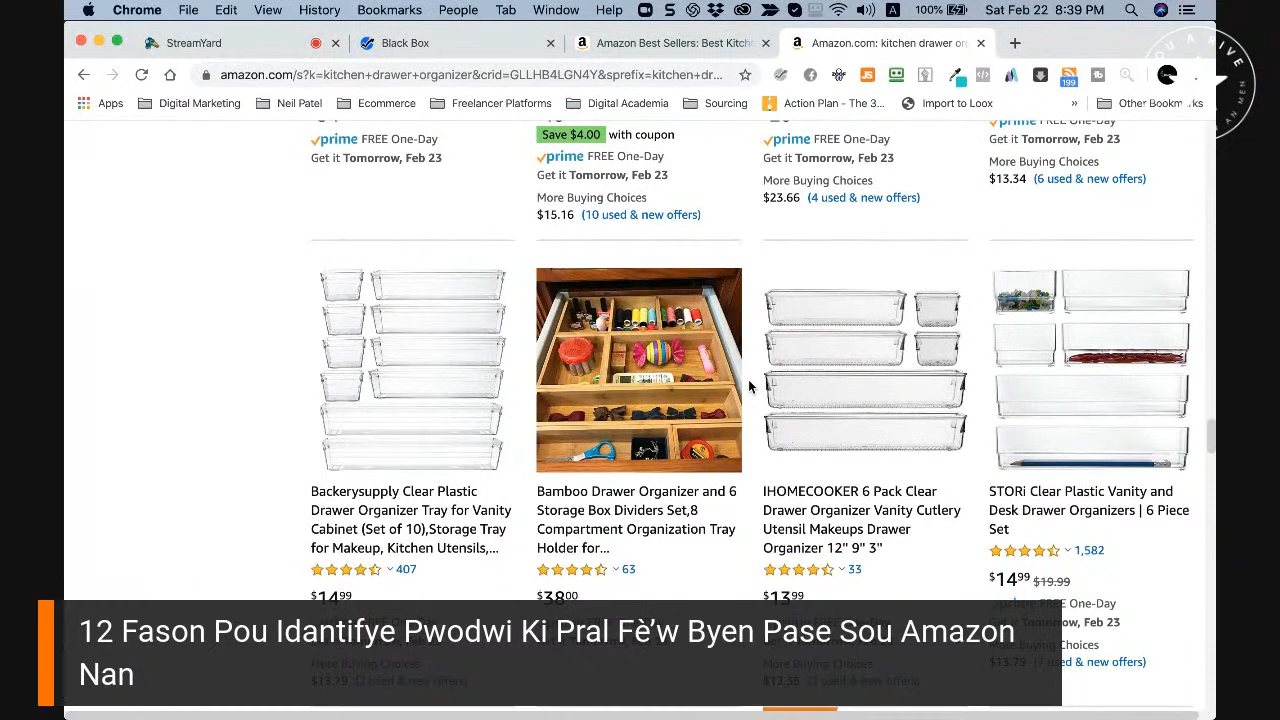 Chrome File Edit View History Bookmarks People Tab Window Help 100% Sat Feb 22 8:39 PM
StreamYard Black Box Amazon Best Sellers: Best Kitch Amazon.com: kitchen drawer or
amazon.com/s?k=kitchen+drawer+organizer&crid=GLLHB4LGN4Y&sprefix=kitchen+dr... 199
Apps Digital Marketing Neil Patel Ecommerce Freelancer Platforms Digital Academia Sourcing Action Plan - The 3... Import to Loox » Other Bookmarks
Save $4.00 with coupon
prime FREE One-Day
Get it Tomorrow, Feb 23
prime FREE One-Day
Get it Tomorrow, Feb 23
More Buying Choices
$15.16 (10 used & new offers)
prime FREE One-Day
Get it Tomorrow, Feb 23
More Buying Choices
$23.66 (4 used & new offers)
prime FREE One-Day
Get it Tomorrow, Feb 23
More Buying Choices
$13.34 (6 used & new offers)
Backerysupply Clear Plastic
Drawer Organizer Tray for Vanity
Cabinet (Set of 10),Storage Tray
for Makeup, Kitchen Utensils,...
407
$14.99
Bamboo Drawer Organizer and 6
Storage Box Dividers Set,8
Compartment Organization Tray
Holder for...
63
$38.00
IHOMECOOKER 6 Pack Clear
Drawer Organizer Vanity Cutlery
Utensil Makeups Drawer
Organizer 12" 9" 3"
33
$13.99
STORi Clear Plastic Vanity and
Desk Drawer Organizers | 6 Piece
Set
1,582
$14.99 $19.99
prime FREE One-Day
Get it Tomorrow, Feb 23
More Buying Choices
$13.79 (7 used & new offers)
12 Fason Pou Idantifye Pwodwi Ki Pral Fè'w Byen Pase Sou Amazon
Nan